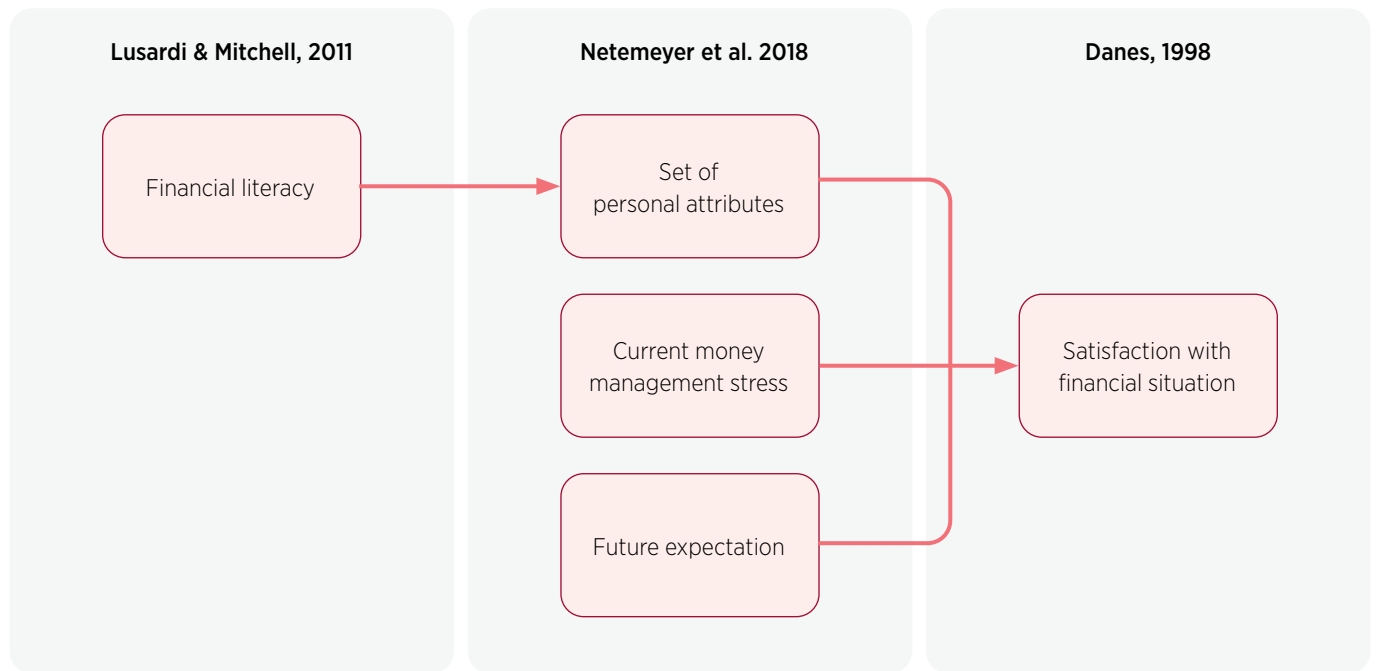 Lusardi & Mitchell, 2011
Financial literacy
Netemeyer et al. 2018
Set of
personal attributes
Current money
management stress
Future expectation
Danes, 1998
Satisfaction with
financial situation